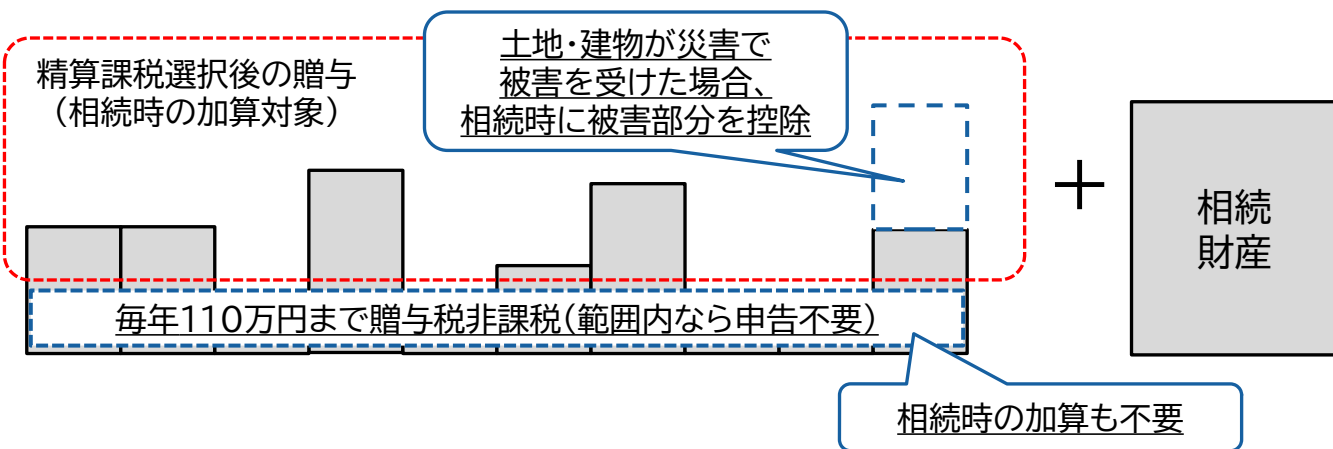 精算課税選択後の贈与
（相続時の加算対象）
土地・建物が災害で
被害を受けた場合、
相続時に被害部分を控除
＋
相続
財産
毎年110万円まで贈与税非課税（範囲内なら申告不要）
相続時の加算も不要